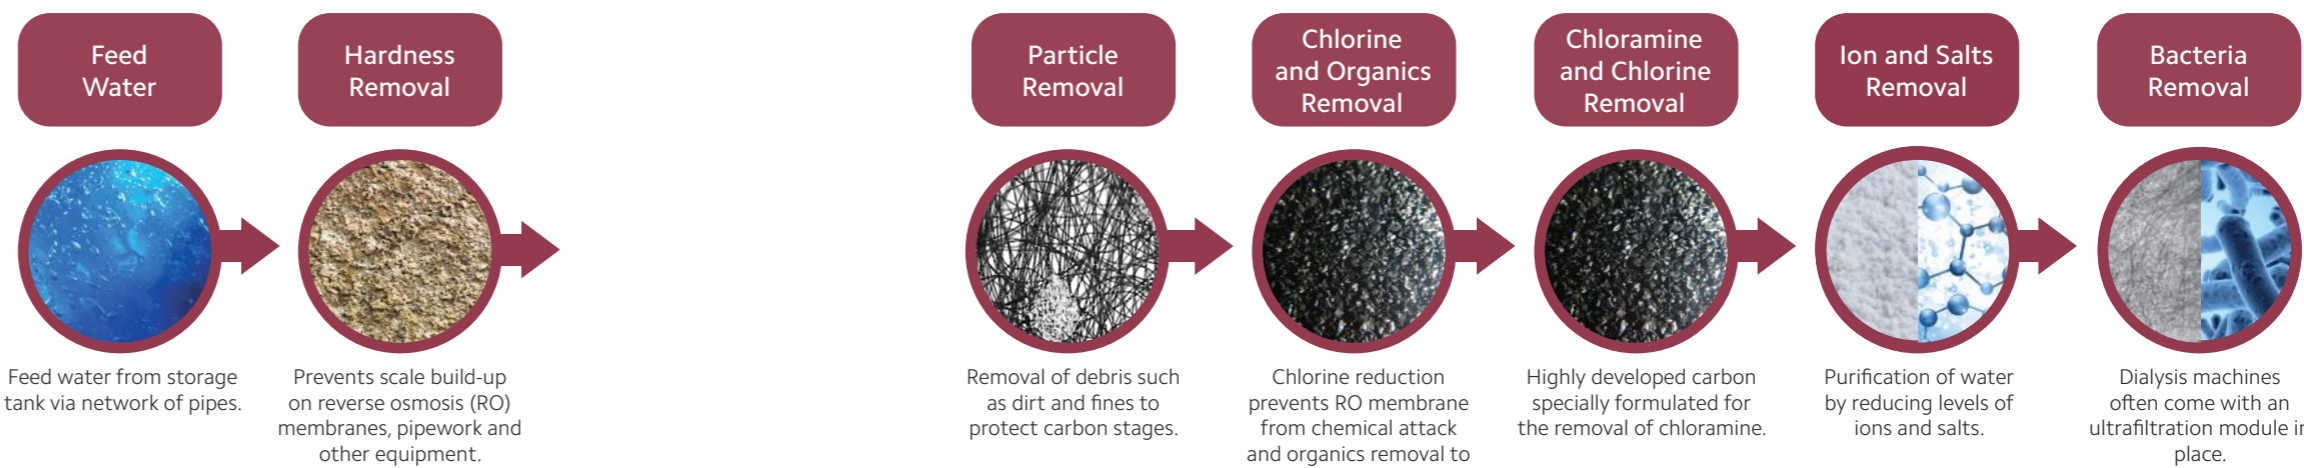 Feed
Water
Hardness
Removal
Particle
Removal
Chlorine
and Organics
Removal
Chloramine
and Chlorine
Removal
Ion and Salts
Removal
Bacteria
Removal
Feed water from storage
tank via network of pipes.
Prevents scale build-up
on reverse osmosis (RO)
membranes, pipework and
other equipment.
Removal of debris such
as dirt and fines to
protect carbon stages.
Chlorine reduction
prevents RO membrane
from chemical attack
and organics removal to
Highly developed carbon
specially formulated for
the removal of chloramine.
Purification of water
by reducing levels of
ions and salts.
Dialysis machines
often come with an
ultrafiltration module in
place.